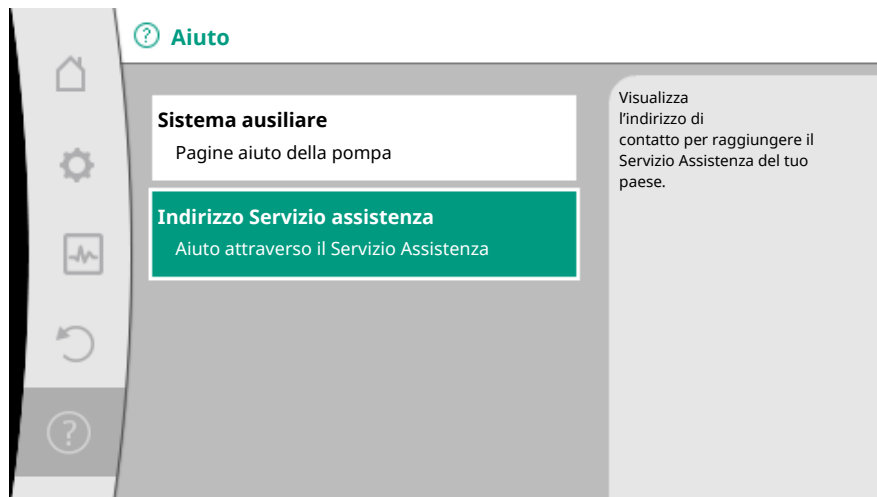 Aiuto
Sistema ausiliare
Pagine aiuto della pompa
Indirizzo Servizio assistenza
Aiuto attraverso il Servizio Assistenza
Visualizza
l'indirizzo di
contatto per raggiungere il
Servizio Assistenza del tuo
paese.